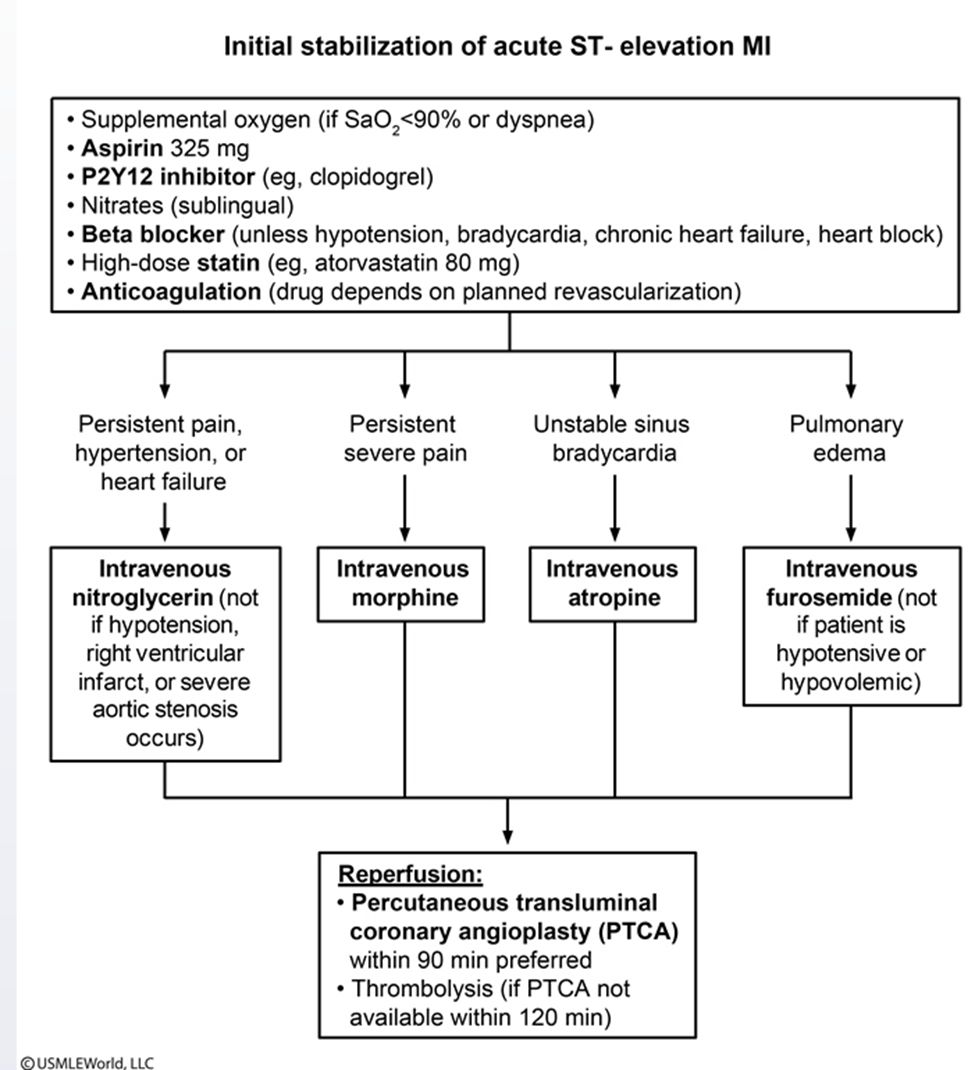 Initial stabilization of acute ST- elevation MI
• Supplemental oxygen (if SaO2<90% or dyspnea)
• Aspirin 325 mg
• P2Y12 inhibitor (eg, clopidogrel)
• Nitrates (sublingual)
• Beta blocker (unless hypotension, bradycardia, chronic heart failure, heart block)
• High-dose statin (eg, atorvastatin 80 mg)
• Anticoagulation (drug depends on planned revascularization)
Persistent pain,
hypertension, or
heart failure
Persistent
severe pain
Unstable sinus
bradycardia
Pulmonary
edema
Intravenous
nitroglycerin (not
if hypotension,
right ventricular
infarct, or severe
aortic stenosis
occurs)
Intravenous
morphine
Intravenous
atropine
Intravenous
furosemide (not
if patient is
hypotensive or
hypovolemic)
Reperfusion:
• Percutaneous transluminal
coronary angioplasty (PTCA)
within 90 min preferred
• Thrombolysis (if PTCA not
available within 120 min)
©USMLEWorld, LLC